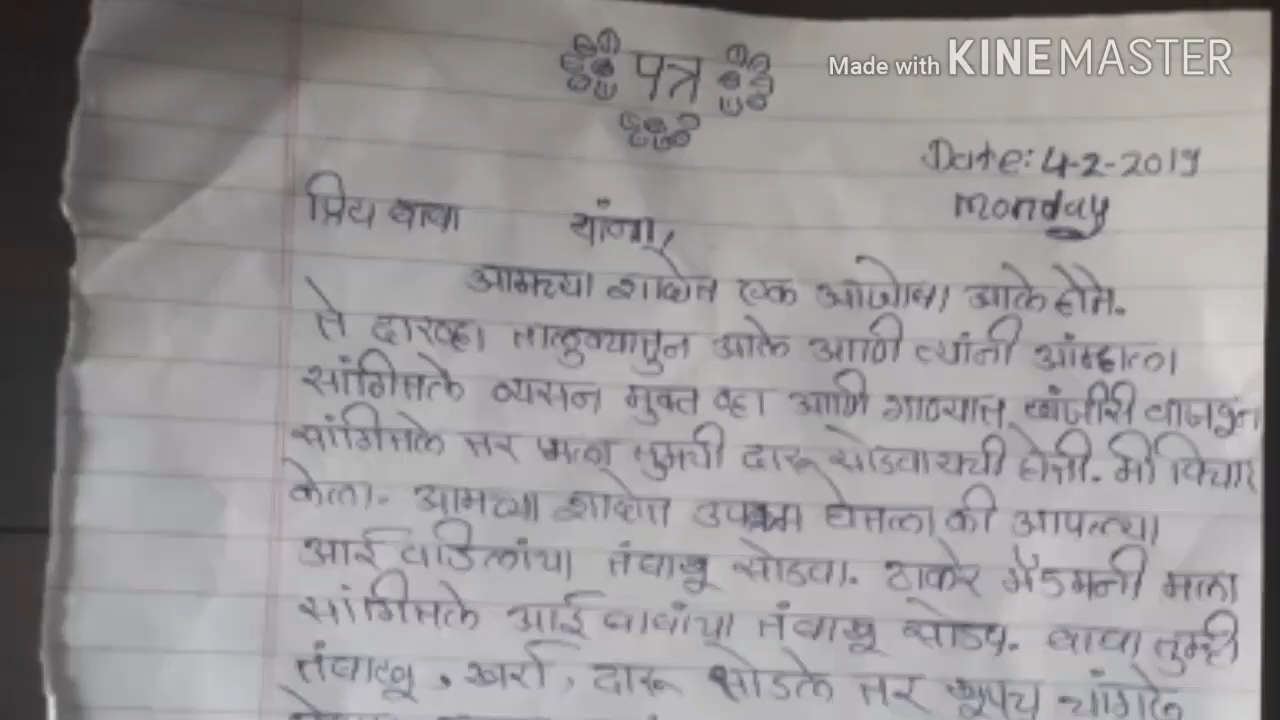 पत्र
Made with KINEMASTER
Date: 4-2-2019
Monday
प्रिय बाबा यांना,
आमच्या शाळेत एक आजोबा आले होते.
ते दारव्हा तालुक्यातुन आले आणि त्यांनी आंम्हाला
सांगितले व्यसन मुक्त व्हा आणि गाण्यात खंजीरी वाजवून
सांगितले तर मला तुमची दारू सोडवायची होती. मी विचार
केला. आमच्या शाळेत उपक्रम घेतला की आपल्या
आई वडिलांचा तंबाखू सोडवा. ठाकरे मॅडमनी मला
सांगितले आई बाबांचा तंबाखू सोडव. बाबा तुम्ही
तंबाखू, खर्रा, दारू सोडले तर खूपच चांगले